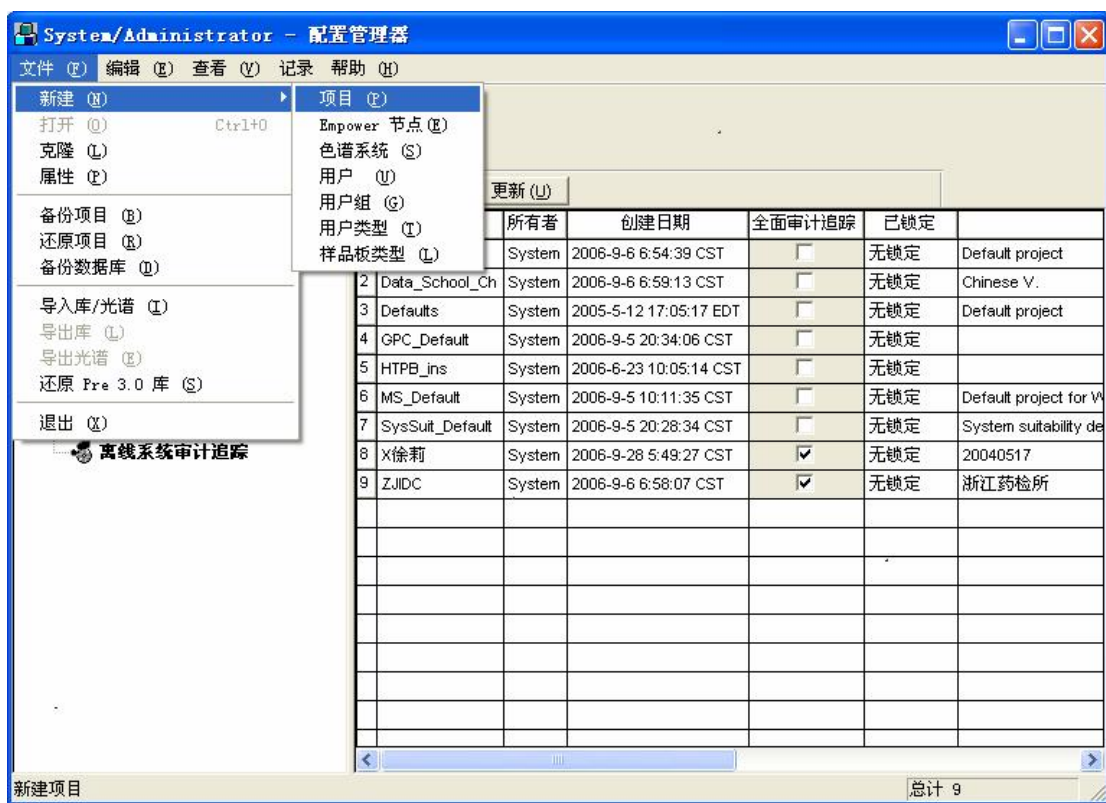 System/Administrator - 配置管理器
文件 (F) 编辑 (E) 查看 (V) 记录 帮助 (H)
新建 (N)
打开 (O) Ctrl+O
克隆 (L)
属性 (P)
备份项目 (B)
还原项目 (R)
备份数据库 (D)
导入库/光谱 (I)
导出库 (L)
导出光谱 (E)
还原 Pre 3.0 库 (S)
退出 (X)
项目 (P)
Empower 节点(E)
色谱系统 (S)
用户 (U)
用户组 (G)
用户类型 (T)
样品板类型 (L)
离线系统审计追踪
更新(U)
所有者 创建日期 全面审计追踪 已锁定
System 2006-9-6 6:54:39 CST 无锁定 Default project
2 Data_School_Ch System 2006-9-6 6:59:13 CST 无锁定 Chinese V.
3 Defaults System 2005-5-12 17:05:17 EDT 无锁定 Default project
4 GPC_Default System 2006-9-5 20:34:06 CST 无锁定
5 HTPB_ins System 2006-6-23 10:05:14 CST 无锁定
6 MS_Default System 2006-9-5 10:11:35 CST 无锁定 Default project for W
7 SysSuit_Default System 2006-9-5 20:28:34 CST 无锁定 System suitability de
8 X徐莉 System 2006-9-28 5:49:27 CST 无锁定 20040517
9 ZJIDC System 2006-9-6 6:58:07 CST 无锁定 浙江药检所
新建项目 总计 9